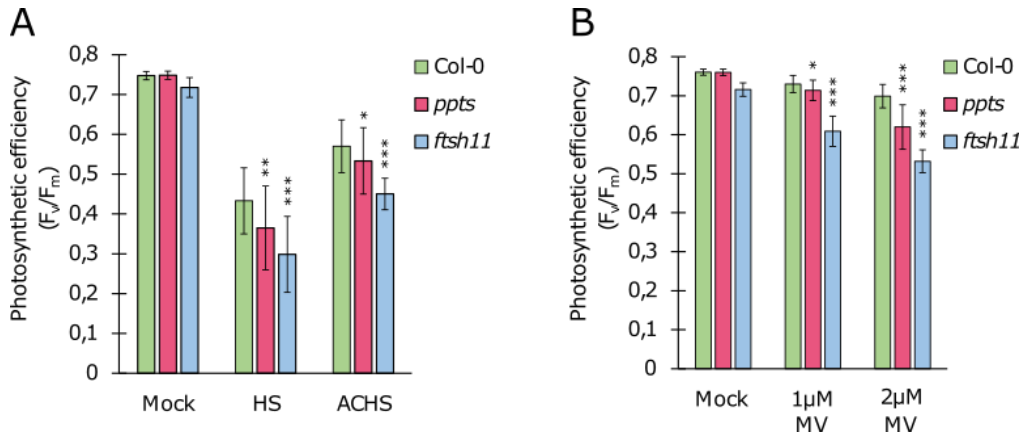 A
Photosynthetic efficiency
(Fv/Fm)
0,8
0,7
0,6
0,5
0,4
0,3
0,2
0,1
0
**
***
*
***
Mock
HS
ACHS
Col-0
ppts
ftsh11
B
Photosynthetic efficiency
(Fv/Fm)
0,8
0,7
0,6
0,5
0,4
0,3
0,2
0,1
0
*
***
***
***
Mock
1µM
MV
2µM
MV
Col-0
ppts
ftsh11